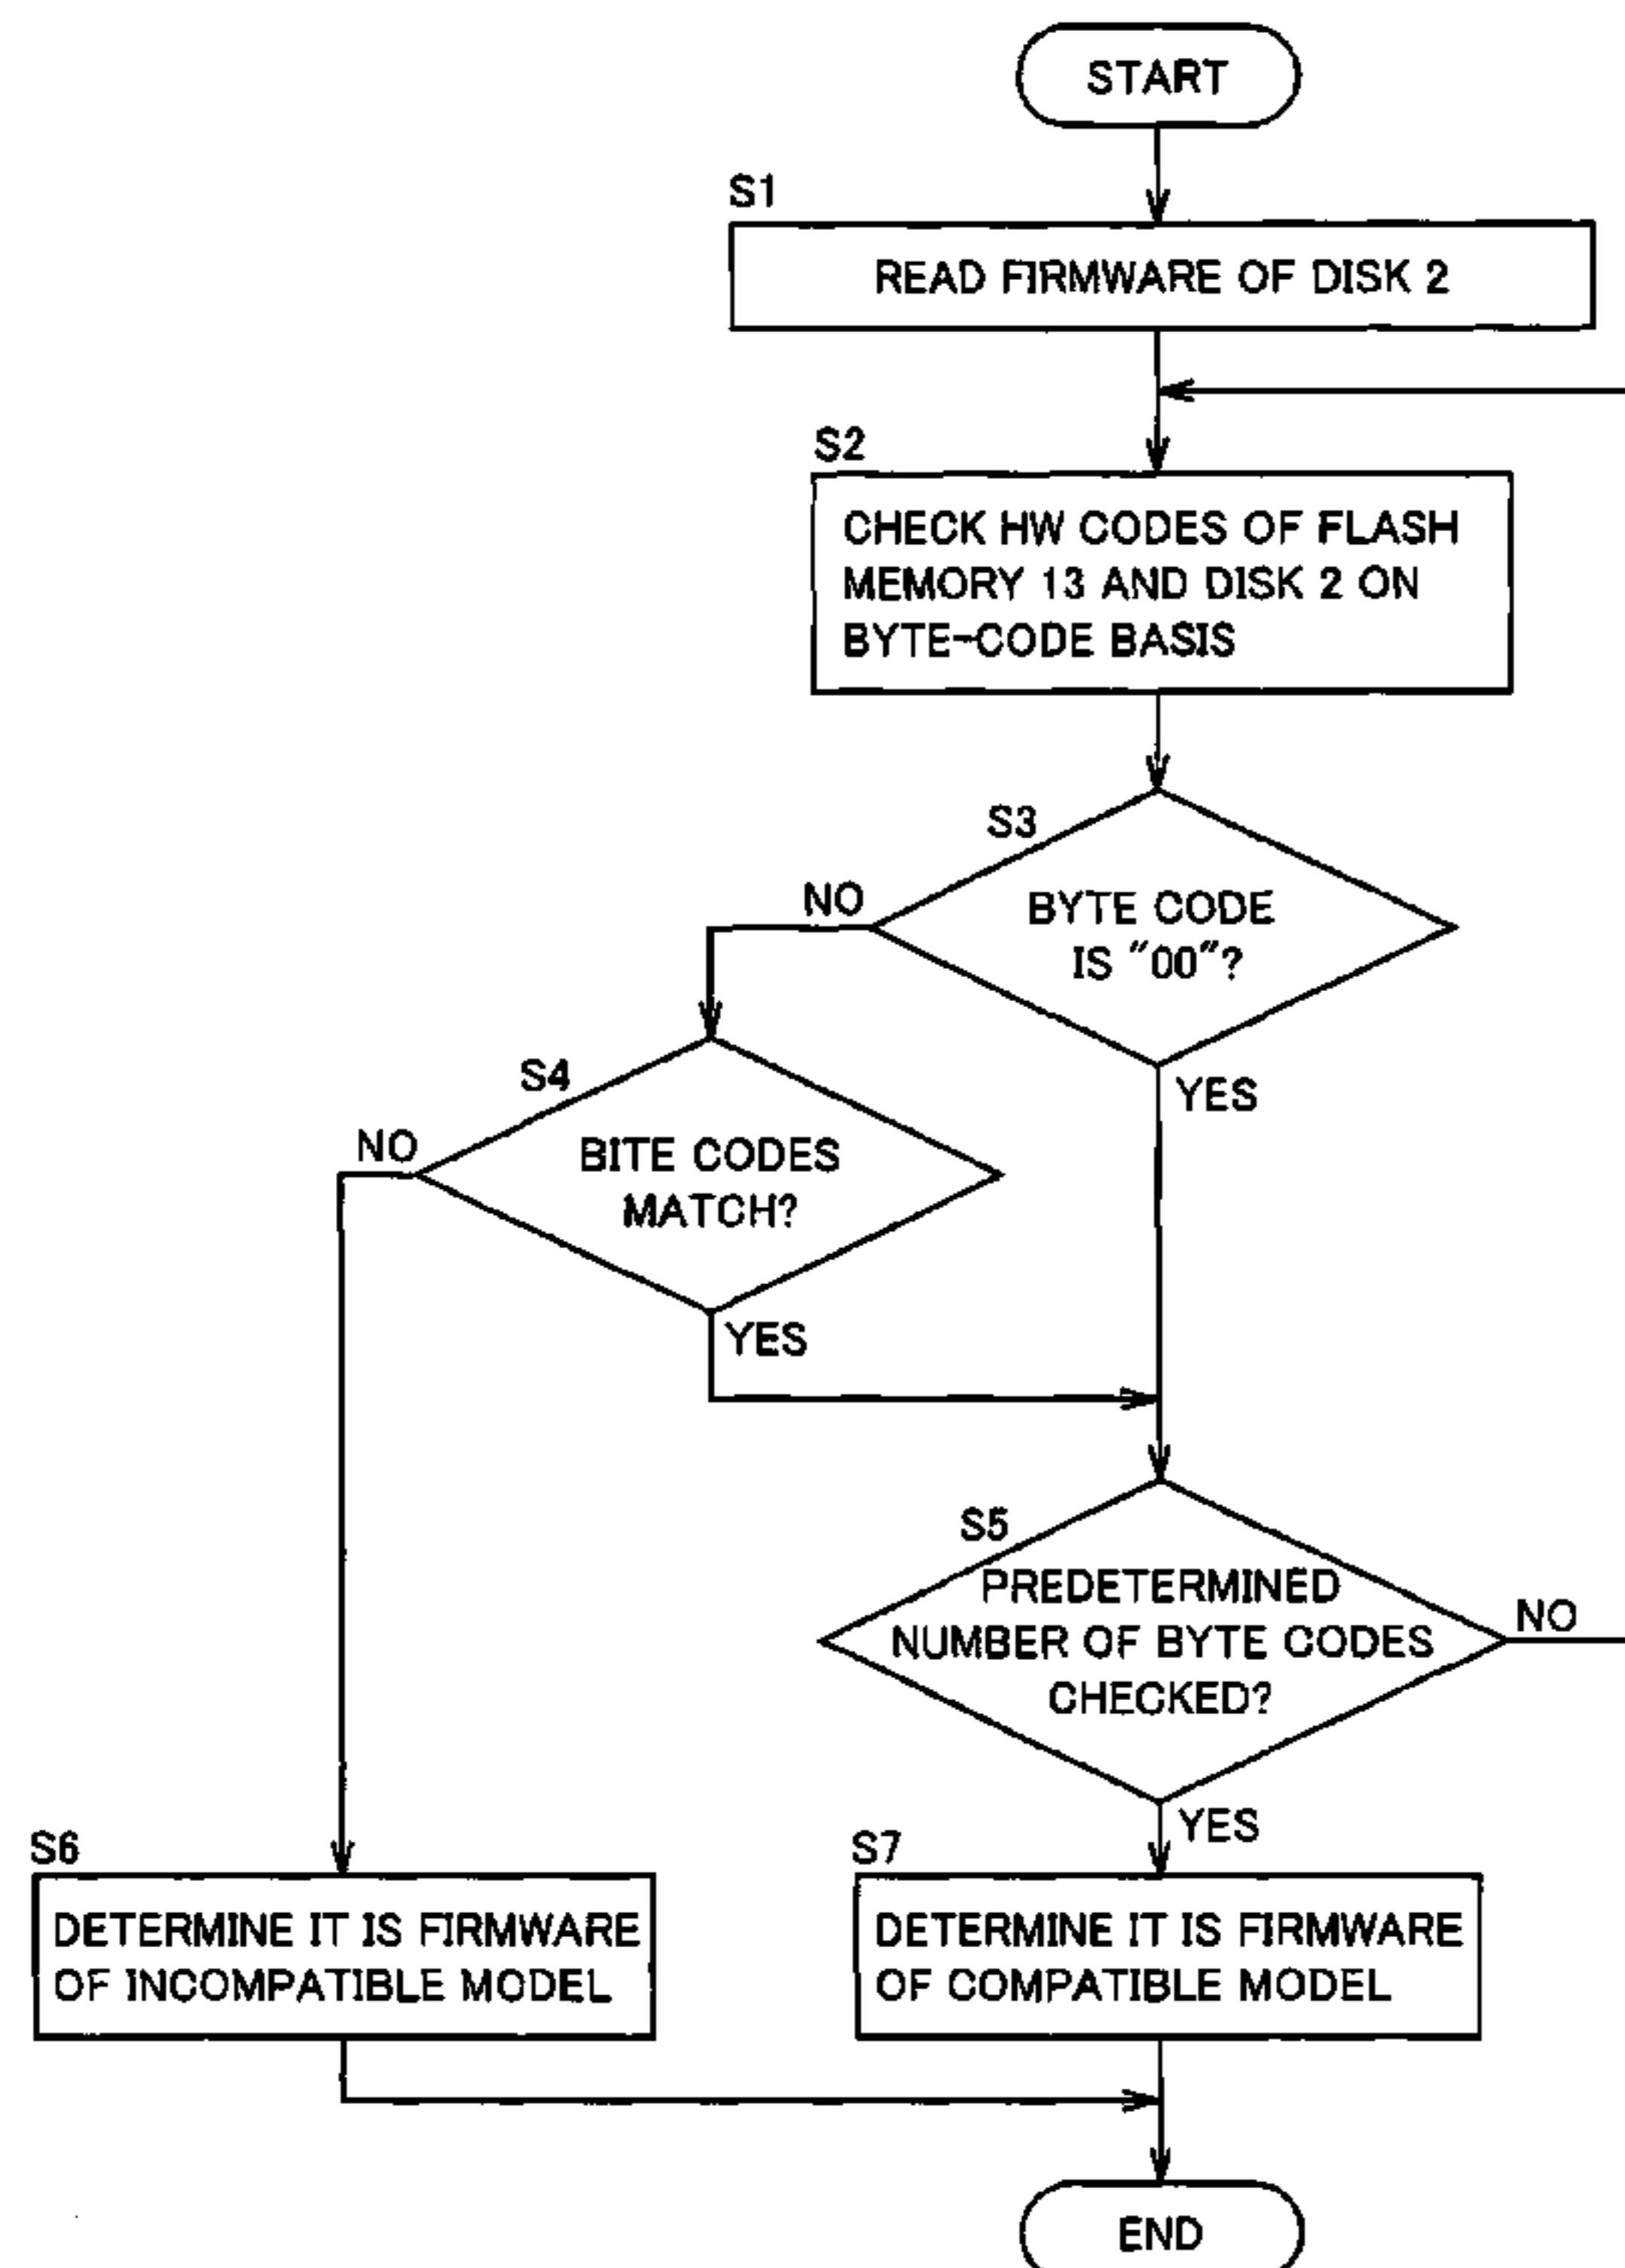 START
S1
READ FIRMWARE OF DISK 2
S2
CHECK HW CODES OF FLASH
MEMORY 13 AND DISK 2 ON
BYTE-CODE BASIS
S3
NO
BYTE CODE
IS "00"?
YES
S4
NO
BITE CODES
MATCH?
YES
S5
PREDETERMINED
NUMBER OF BYTE CODES
CHECKED?
NO
YES
S6
DETERMINE IT IS FIRMWARE
OF INCOMPATIBLE MODEL
S7
DETERMINE IT IS FIRMWARE
OF COMPATIBLE MODEL
END